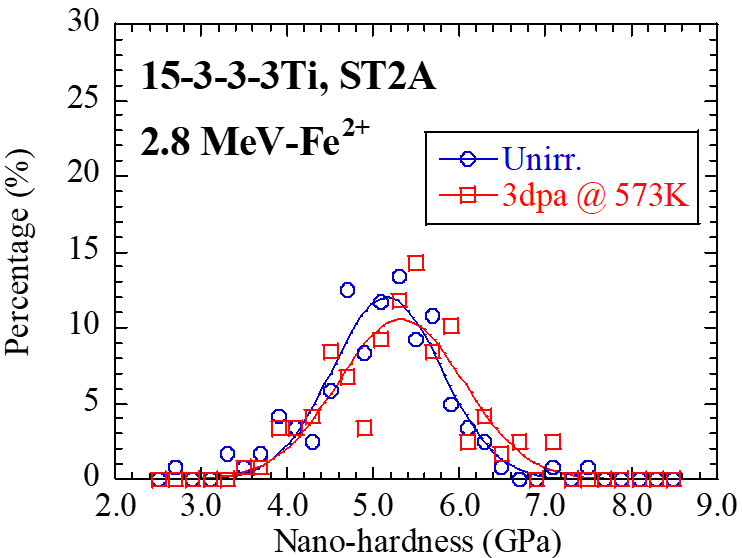 30
25
20
15
10
5
0
Percentage (%)
15-3-3-3Ti, ST2A
2.8 MeV-Fe²⁺
Unirr.
3dpa @ 573K
2.0 3.0 4.0 5.0 6.0 7.0 8.0 9.0
Nano-hardness (GPa)